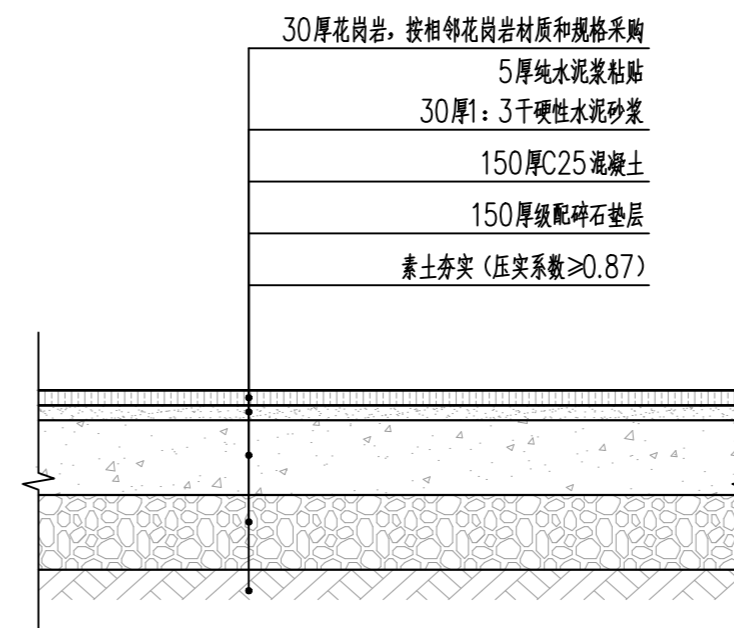 30厚花岗岩，按相邻花岗岩材质和规格采购
5厚纯水泥浆粘贴
30厚1：3干硬性水泥砂浆
150厚C25混凝土
150厚级配碎石垫层
素土夯实（压实系数≥0.87）